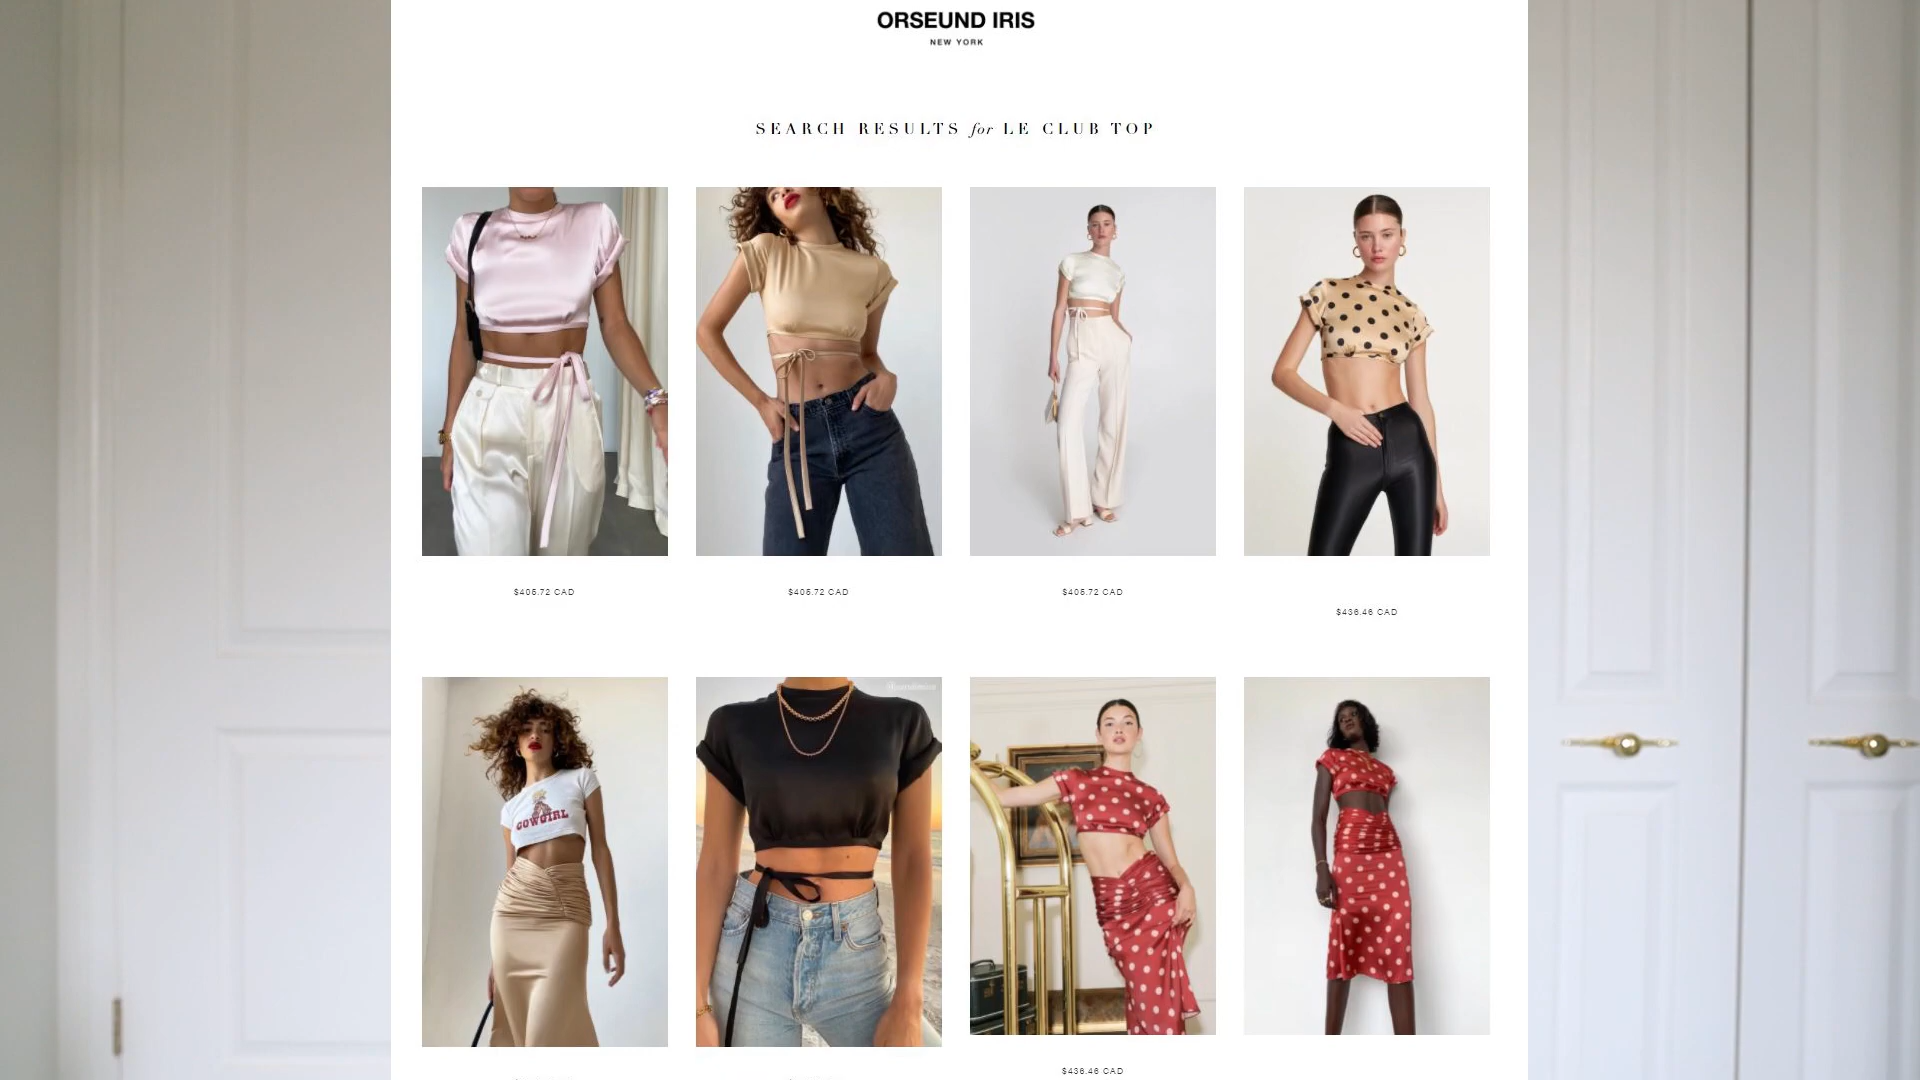 ORSEUND IRIS
NEW YORK
SEARCH RESULTS for LE CLUB TOP
$405.72 CAD
$405.72 CAD
$405.72 CAD
$436.46 CAD
COWGIRL
$436.46 CAD